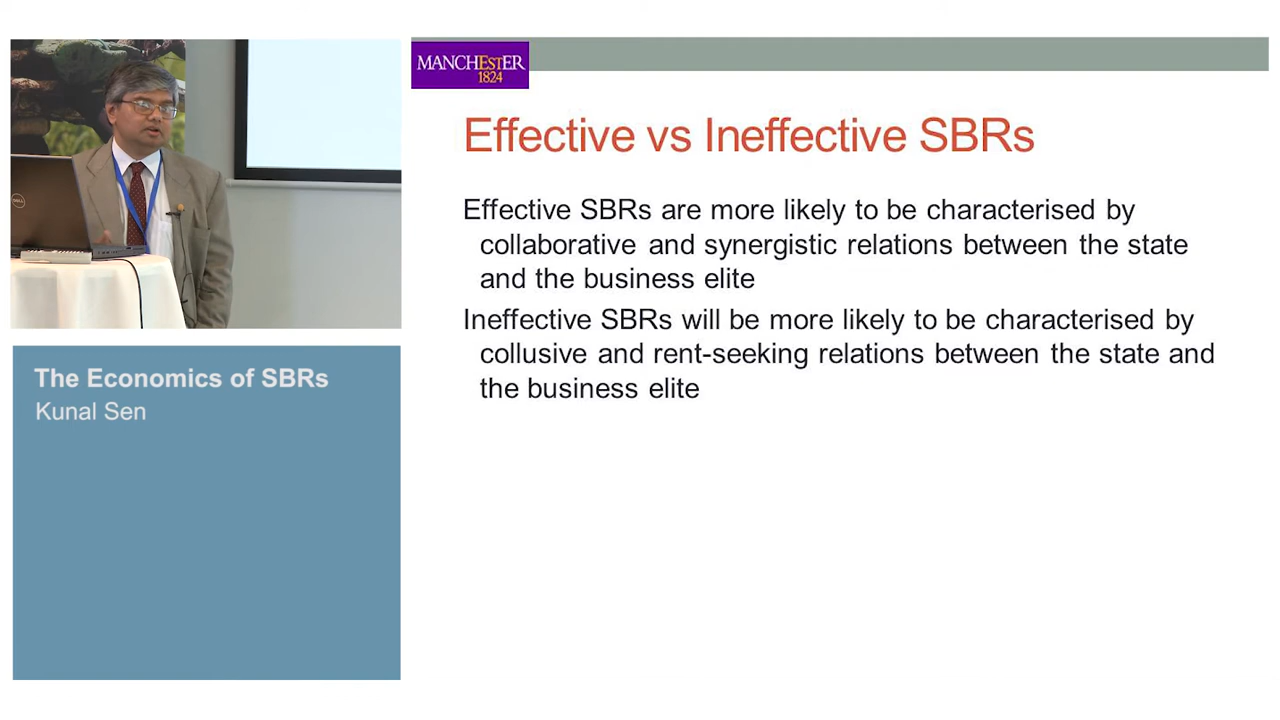 MANCHESTER
1824
Effective vs Ineffective SBRs
Effective SBRs are more likely to be characterised by
collaborative and synergistic relations between the state
and the business elite
Ineffective SBRs will be more likely to be characterised by
collusive and rent-seeking relations between the state and
the business elite
DELL
The Economics of SBRs
Kunal Sen